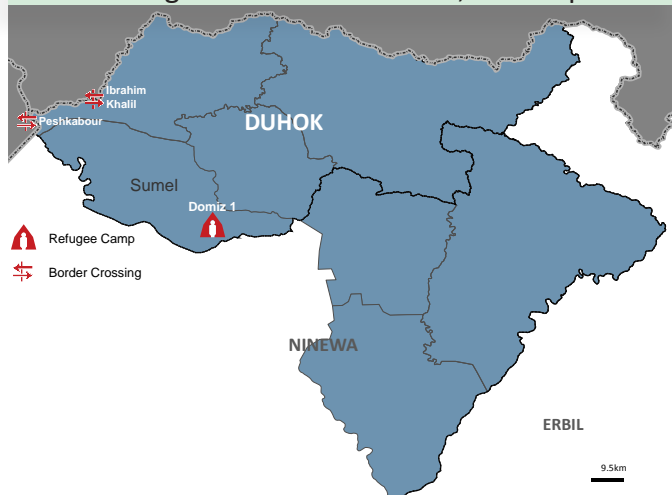 Ibrahim
Khalil
Peshkabour
DUHOK
Sumel
Domiz 1
Refugee Camp
Border Crossing
NINEWA
ERBIL
9.5km